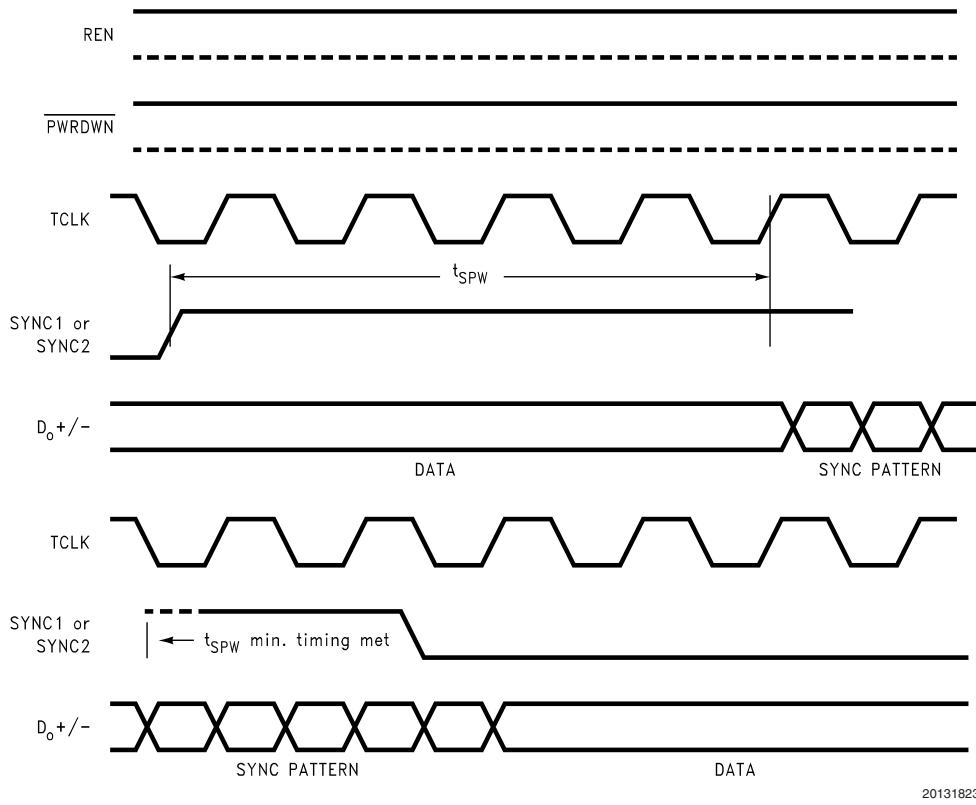 REN
PWRDWN
TCLK
tSPW
SYNC1 or
SYNC2
Do+/-
DATA
SYNC PATTERN
TCLK
SYNC1 or
SYNC2
tSPW min. timing met
Do+/-
SYNC PATTERN
DATA
20131823